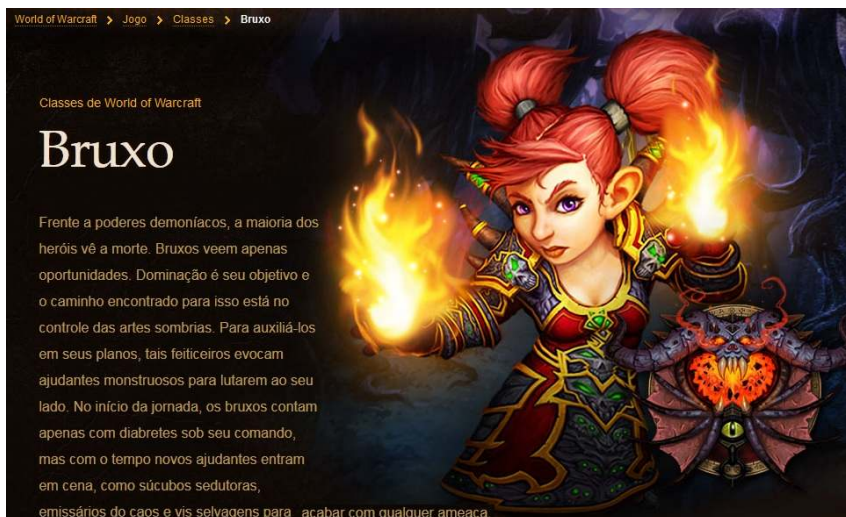 World of Warcraft > Jogo > Classes > Bruxo
Classes de World of Warcraft
Bruxo
Frente a poderes demoníacos, a maioria dos
heróis vê a morte. Bruxos veem apenas
oportunidades. Dominação é seu objetivo e
o caminho encontrado para isso está no
controle das artes sombrias. Para auxiliá-los
em seus planos, tais feiticeiros evocam
ajudantes monstruosos para lutarem ao seu
lado. No início da jornada, os bruxos contam
apenas com diabretes sob seu comando,
mas com o tempo novos ajudantes entram
em cena, como súcubos sedutoras,
emissários do caos e vis selvagens para acabar com qualquer ameaça